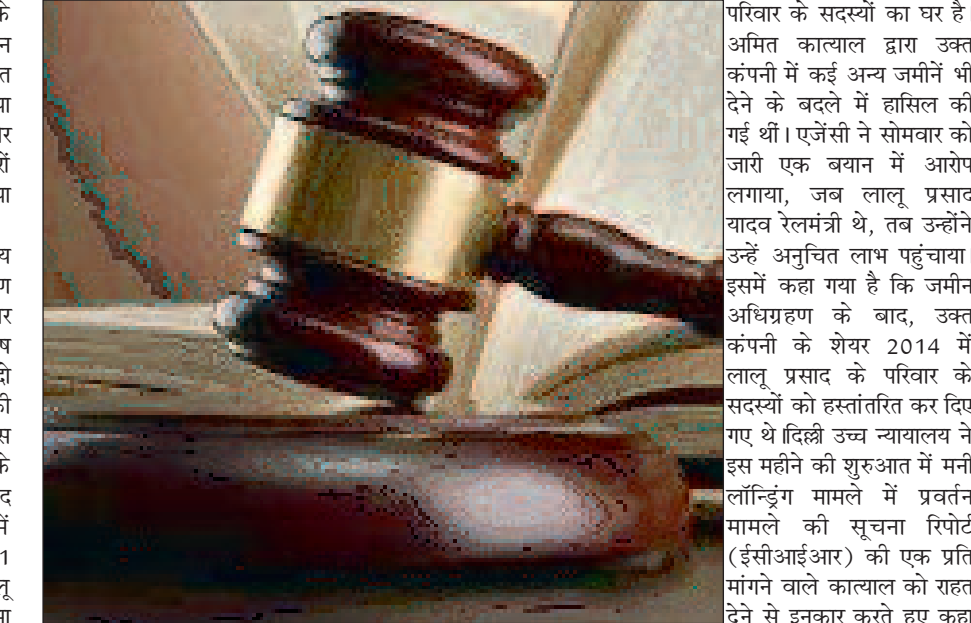 के
न
त
ा
र
रों
ा
य
ण
र
ष
दी
की
स
के
द
में
1
लू
ा
परिवार के सदस्यों का घर है।
अमित कात्याल द्वारा उक्त
कंपनी में कई अन्य जमीनें भी
देने के बदले में हासिल की
गई थीं। एजेंसी ने सोमवार को
जारी एक बयान में आरोप
लगाया, जब लालू प्रसाद
यादव रेलमंत्री थे, तब उन्होंने
उन्हें अनुचित लाभ पहुंचाया।
इसमें कहा गया है कि जमीन
अधिग्रहण के बाद, उक्त
कंपनी के शेयर 2014 में
लालू प्रसाद के परिवार के
सदस्यों को हस्तांतरित कर दिए
गए थे।दिल्ली उच्च न्यायालय ने
इस महीने की शुरुआत में मनी
लॉन्ड्रिंग मामले में प्रवर्तन
मामले की सूचना रिपोर्ट
(ईसीआईआर) की एक प्रति
मांगने वाले कात्याल को राहत
देने से इनकार करते हुए कहा